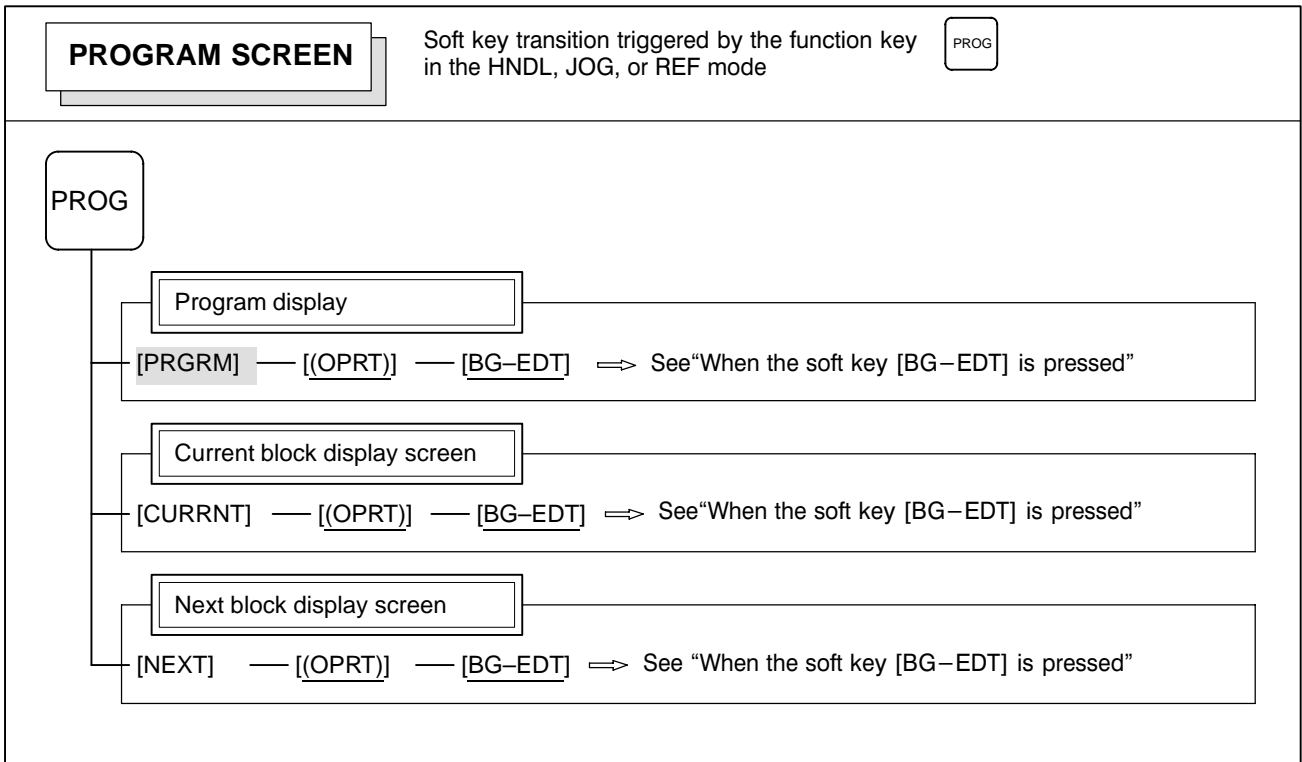 PROGRAM SCREEN
Soft key transition triggered by the function key
in the HNDL, JOG, or REF mode
PROG
PROG
Program display
[PRGRM] [(OPRT)] [BG–EDT] See“When the soft key [BG−EDT] is pressed”
Current block display screen
[CURRNT] [(OPRT)] [BG–EDT] See“When the soft key [BG−EDT] is pressed”
Next block display screen
[NEXT] [(OPRT)] [BG–EDT] See “When the soft key [BG−EDT] is pressed”